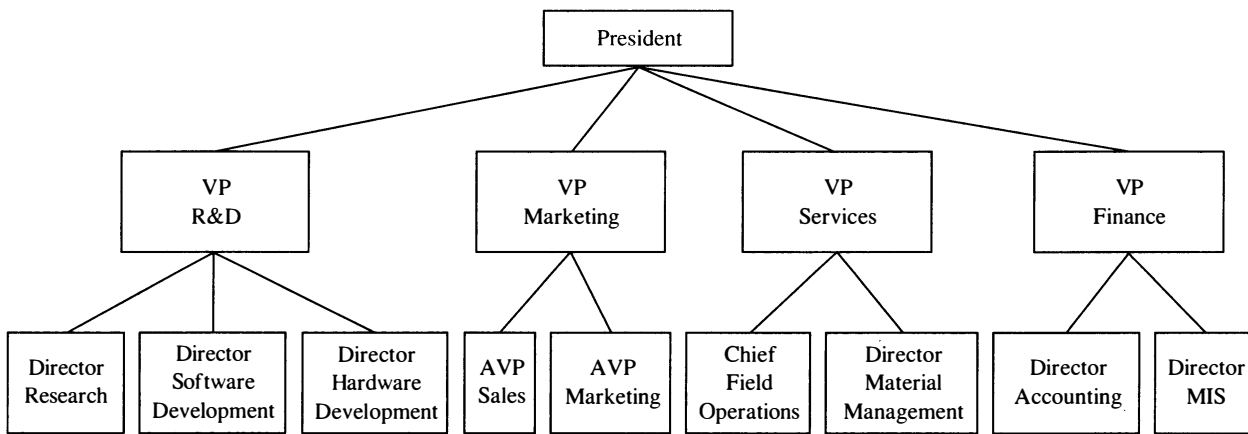 President
VP
R&D
VP
Marketing
VP
Services
VP
Finance
Director
Research
Director
Software
Development
Director
Hardware
Development
AVP
Sales
AVP
Marketing
Chief
Field
Operations
Director
Material
Management
Director
Accounting
Director
MIS